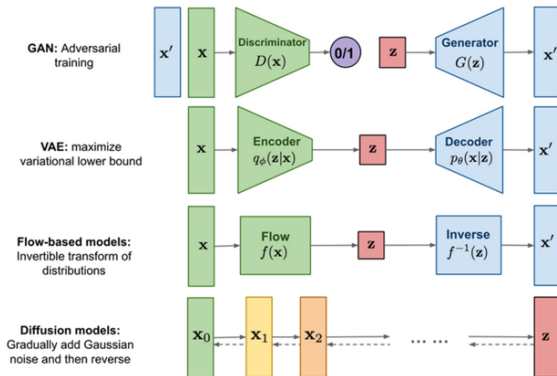 GAN: Adversarial
training
x′
x
Discriminator
D(x)
0/1
z
Generator
G(z)
x′
VAE: maximize
variational lower bound
x
Encoder
qϕ(z|x)
z
Decoder
pθ(x|z)
x′
Flow-based models:
Invertible transform of
distributions
x
Flow
f(x)
z
Inverse
f⁻¹(z)
x′
Diffusion models:
Gradually add Gaussian
noise and then reverse
x₀
x₁
x₂
... ...
z